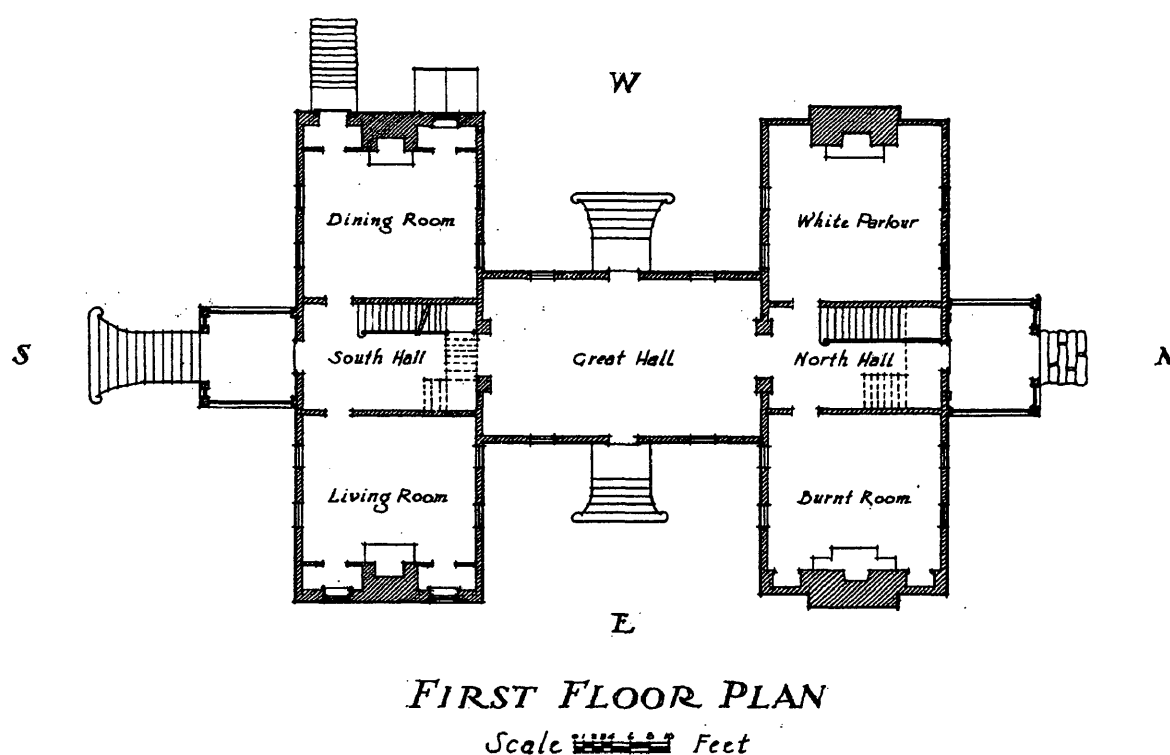 W
Dining Room
White Parlour
S
South Hall
Great Hall
North Hall
N
Living Room
Burnt Room
E
FIRST FLOOR PLAN
Scale Feet